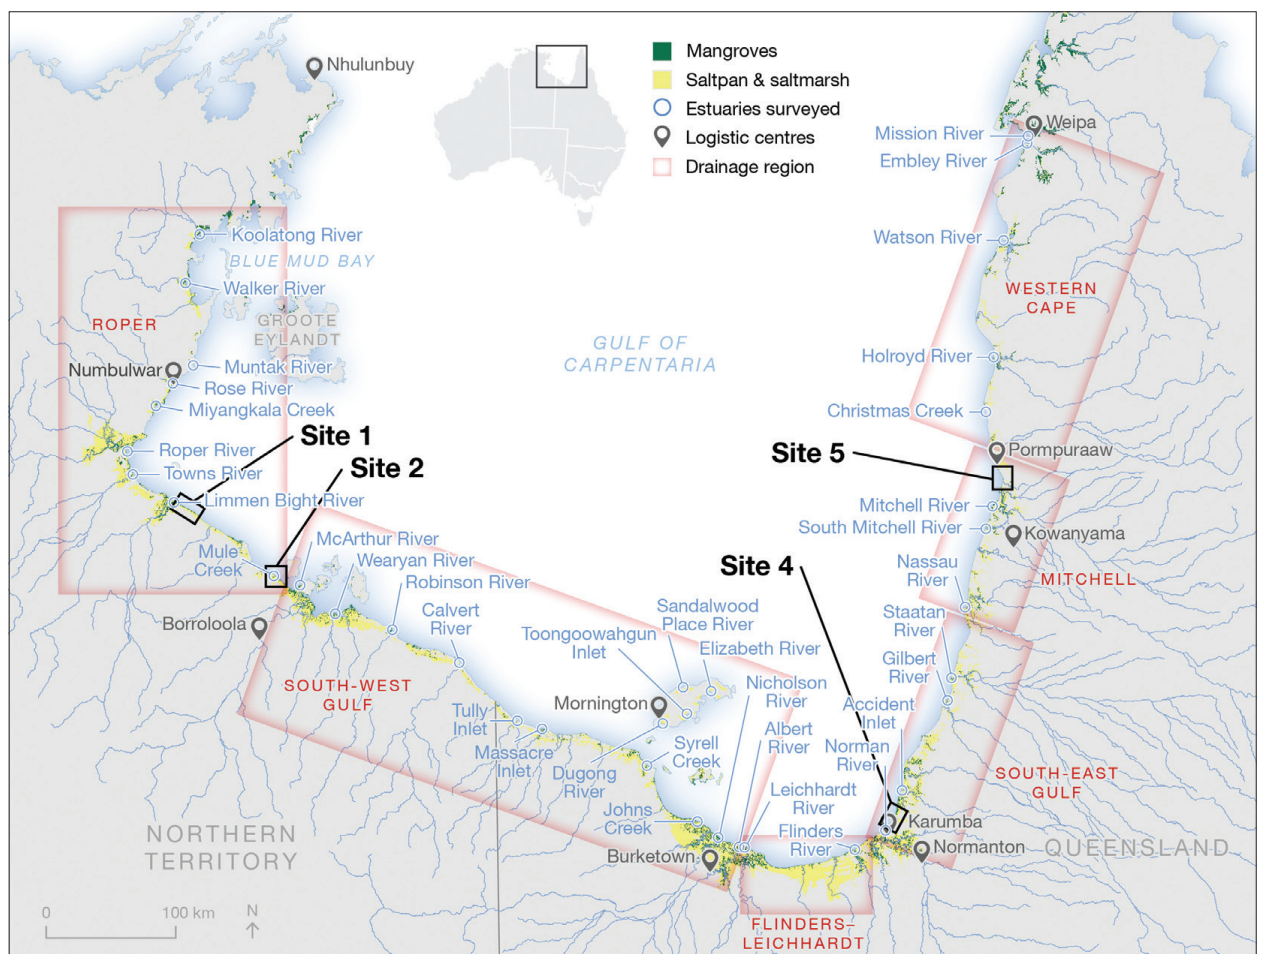 Nhulunbuy
Mangroves
Saltpan & saltmarsh
Estuaries surveyed
Logistic centres
Drainage region
Mission River
Weipa
Embley River
Koolatong River
BLUE MUD BAY
Walker River
Watson River
WESTERN
CAPE
ROPER
GROOTE
EYLANDT
GULF OF
CARPENTARIA
Numbulwar
Muntak River
Rose River
Miyangkala Creek
Holroyd River
Christmas Creek
Site 1
Site 2
Roper River
Towns River
Limmen Bight River
Site 5
Pormpuraaw
Mitchell River
South Mitchell River
Kowanyama
Mule
Creek
McArthur River
Wearyan River
Robinson River
Site 4
Nassau
River
MITCHELL
Borroloola
Calvert
River
Sandalwood
Place River
Toongoowahgun
Inlet
Elizabeth River
Staatan
River
Gilbert
River
SOUTH-WEST
GULF
Mornington
Nicholson
River
Accident
Inlet
Tully
Inlet
Massacre
Inlet
Dugong
River
Syrell
Creek
Albert
River
Norman
River
SOUTH-EAST
GULF
Johns
Creek
Leichhardt
River
Flinders
River
Karumba
Normanton
QUEENSLAND
NORTHERN
TERRITORY
Burketown
0
100 km
N
FLINDERS–
LEICHHARDT